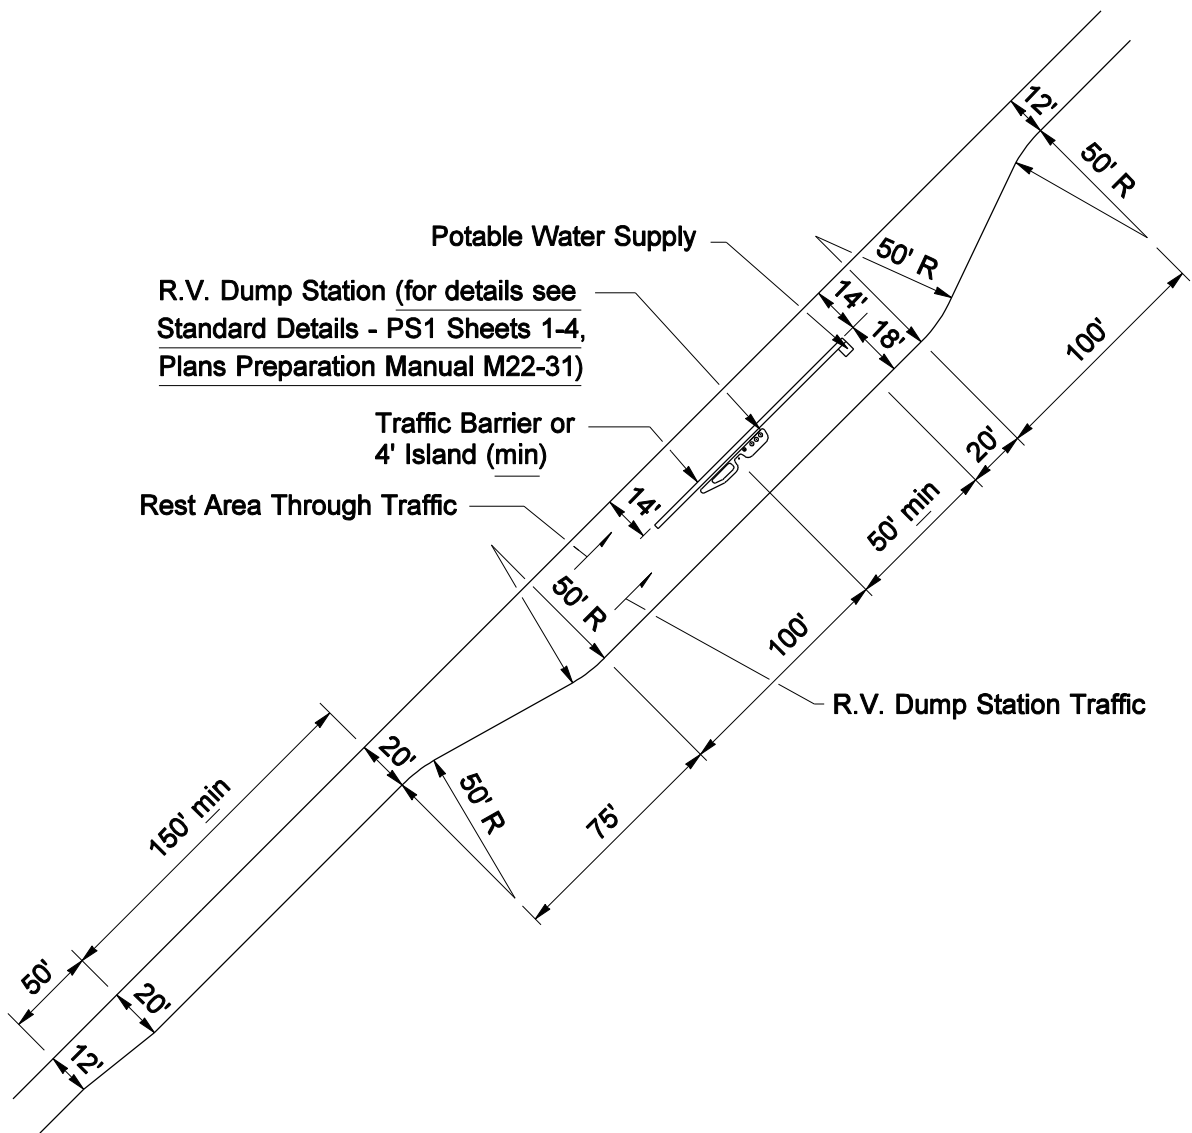 12'
50' R
Potable Water Supply
50' R
R.V. Dump Station (for details see
Standard Details - PS1 Sheets 1-4,
Plans Preparation Manual M22-31)
14'
18'
100'
Traffic Barrier or
4' Island (min)
20'
Rest Area Through Traffic
14'
50' min
50' R
100'
R.V. Dump Station Traffic
20'
50' R
150' min
75'
50'
20'
12'